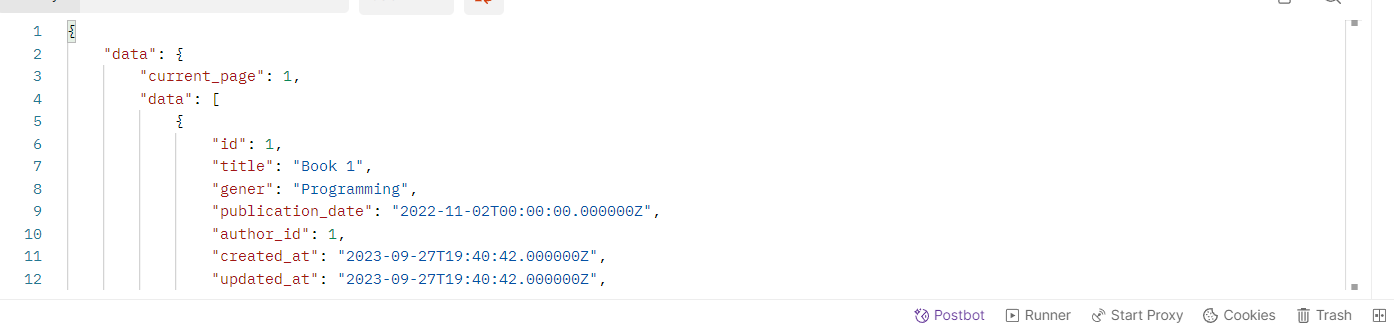 1 {
2 "data": {
3 "current_page": 1,
4 "data": [
5 {
6 "id": 1,
7 "title": "Book 1",
8 "gener": "Programming",
9 "publication_date": "2022-11-02T00:00:00.000000Z",
10 "author_id": 1,
11 "created_at": "2023-09-27T19:40:42.000000Z",
12 "updated_at": "2023-09-27T19:40:42.000000Z",
Postbot Runner Start Proxy Cookies Trash